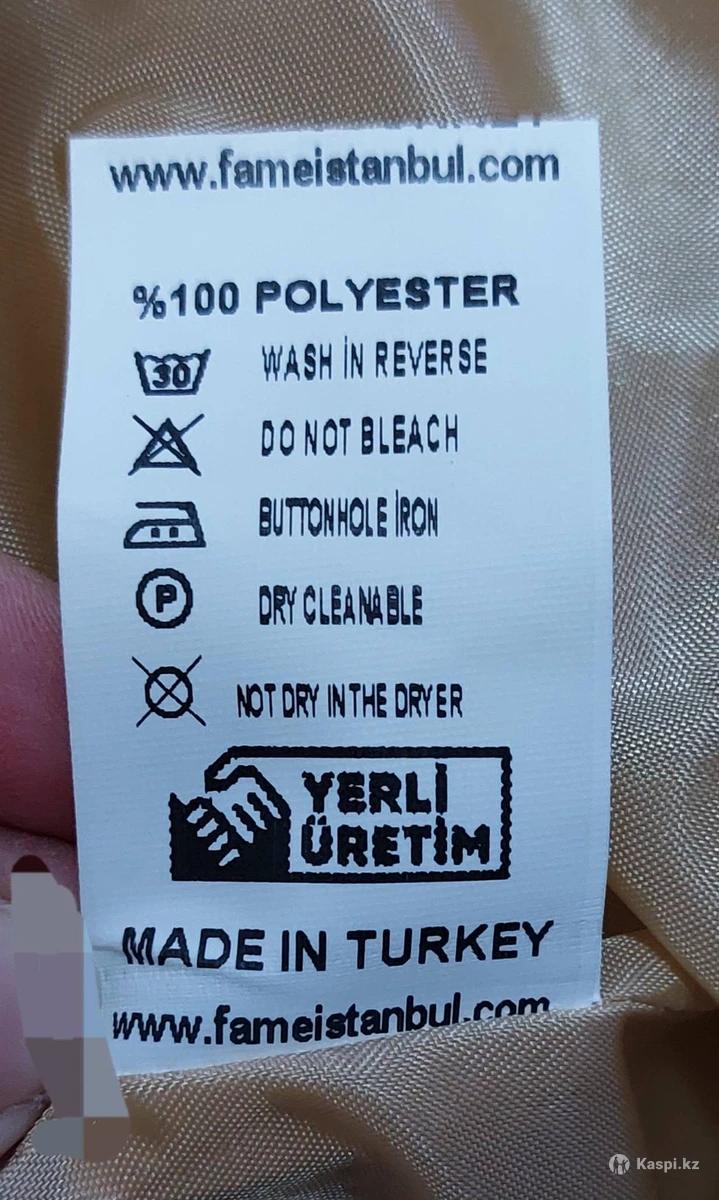 www.fameistanbul.com
%100 POLYESTER
30 WASH İN REVERSE
DO NOT BLEACH
BUTTONHOLE İRON
P DRY CLEANABLE
NOT DRY IN THE DRYER
YERLİ
ÜRETİM
MADE IN TURKEY
www.fameistanbul.com
Kaspi.kz